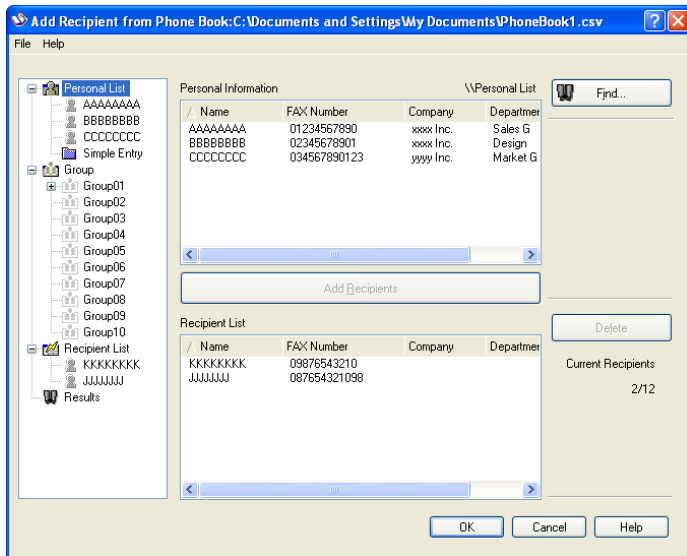 Add Recipient from Phone Book:C:\Documents and Settings\My Documents\PhoneBook1.csv
File Help
Personal List
AAAAAAAA
BBBBBBBB
CCCCCCCC
Simple Entry
Group
Group01
Group02
Group03
Group04
Group05
Group06
Group07
Group08
Group09
Group10
Recipient List
KKKKKKKK
JJJJJJJJ
Results
Personal Information \\Personal List
Name FAX Number Company Departmer
AAAAAAAA 01234567890 xxxx Inc. Sales G
BBBBBBBB 02345678901 xxxx Inc. Design
CCCCCCCC 034567890123 yyyy Inc. Market G
Add Recipients
Recipient List
Name FAX Number Company Departmer
KKKKKKKK 09876543210
JJJJJJJJ 087654321098
Find...
Delete
Current Recipients
2/12
OK Cancel Help